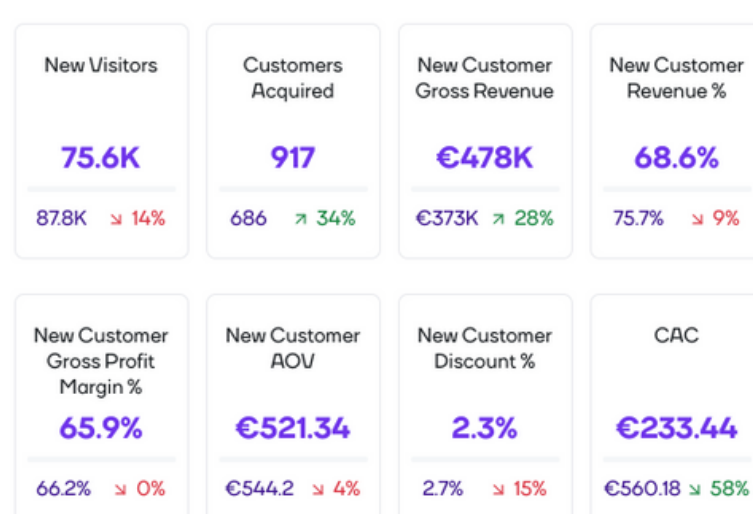 New Visitors
75.6K
87.8K ↘ 14%
Customers
Acquired
917
686 ↗ 34%
New Customer
Gross Revenue
€478K
€373K ↗ 28%
New Customer
Revenue %
68.6%
75.7% ↘ 9%
New Customer
Gross Profit
Margin %
65.9%
66.2% ↘ 0%
New Customer
AOV
€521.34
€544.2 ↘ 4%
New Customer
Discount %
2.3%
2.7% ↘ 15%
CAC
€233.44
€560.18 ↘ 58%